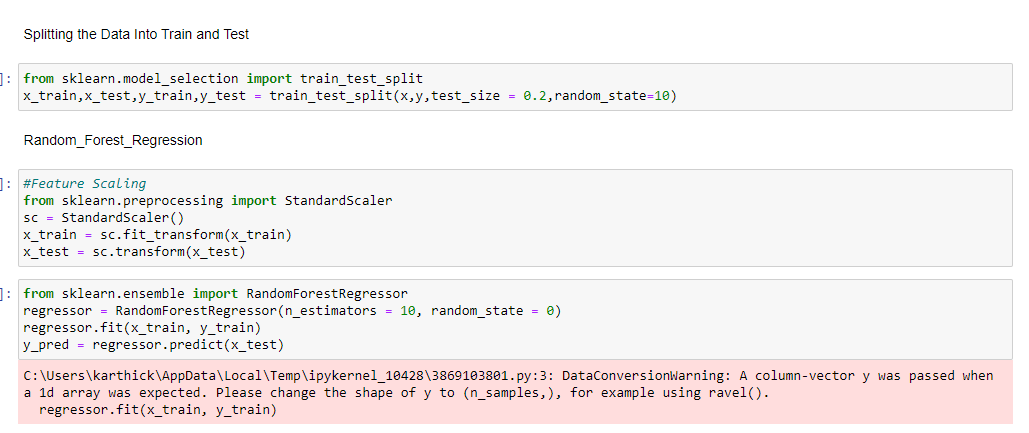 Splitting the Data Into Train and Test
]: from sklearn.model_selection import train_test_split
x_train,x_test,y_train,y_test = train_test_split(x,y,test_size = 0.2,random_state=10)
Random_Forest_Regression
]: #Feature Scaling
from sklearn.preprocessing import StandardScaler
sc = StandardScaler()
x_train = sc.fit_transform(x_train)
x_test = sc.transform(x_test)
]: from sklearn.ensemble import RandomForestRegressor
regressor = RandomForestRegressor(n_estimators = 10, random_state = 0)
regressor.fit(x_train, y_train)
y_pred = regressor.predict(x_test)
C:\Users\karthick\AppData\Local\Temp\ipykernel_10428\3869103801.py:3: DataConversionWarning: A column-vector y was passed when
a 1d array was expected. Please change the shape of y to (n_samples,), for example using ravel().
regressor.fit(x_train, y_train)